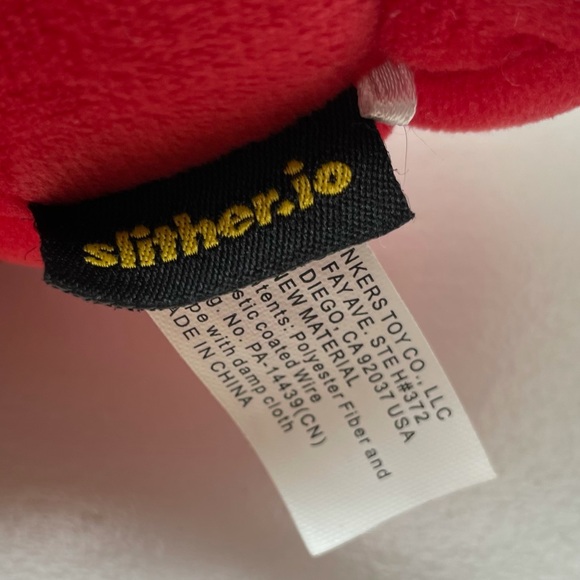 slither.io
NKERS TOY CO., LLC
FAY AVE. STE H#372
DIEGO, CA 92037 USA
NEW MATERIAL
tents: Polyester Fiber and
stic coated Wire
g. No. PA-14439(CN)
pe with damp cloth
ADE IN CHINA